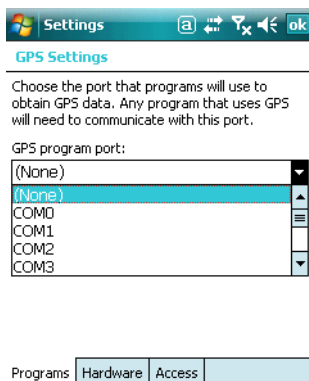 Settings a ok
GPS Settings
Choose the port that programs will use to
obtain GPS data. Any program that uses GPS
will need to communicate with this port.
GPS program port:
(None)
(None)
COM0
COM1
COM2
COM3
Programs Hardware Access